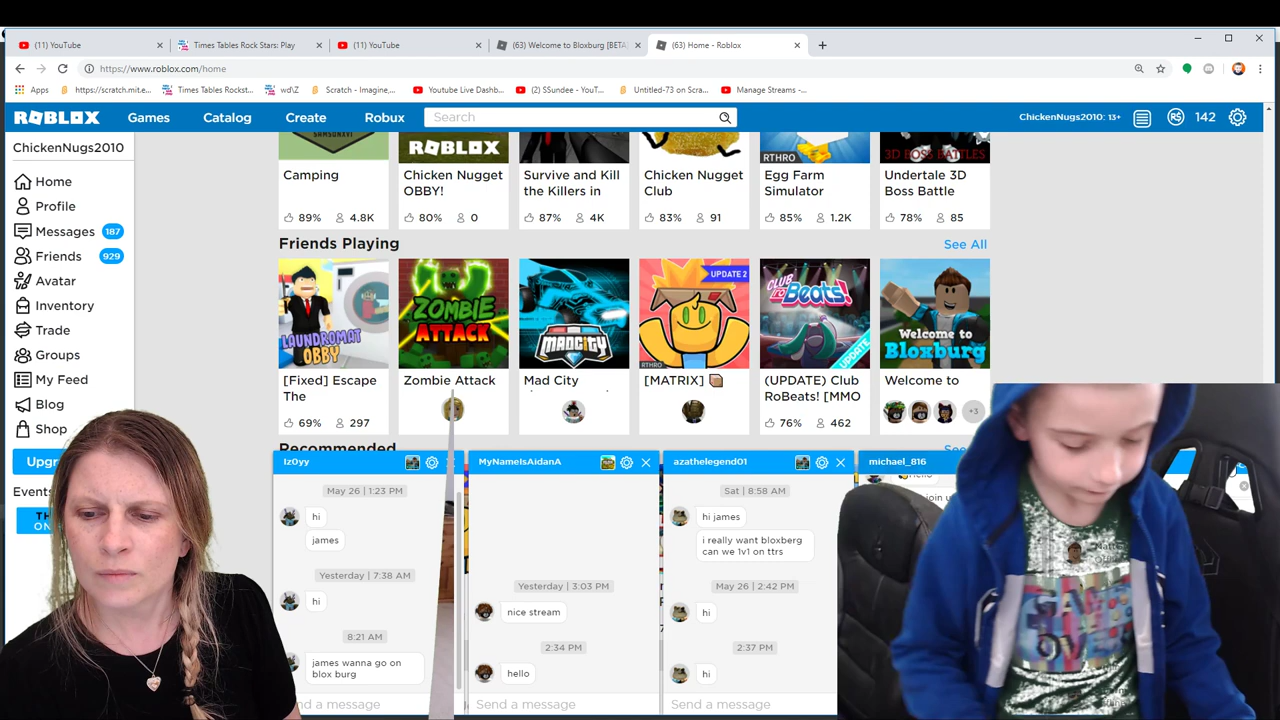 (11) YouTube
Times Tables Rock Stars: Play
(11) YouTube
(63) Welcome to Bloxburg [BETA]
(63) Home - Roblox
https://www.roblox.com/home
Apps
https://scratch.mit.e
Times Tables Rockst...
wd\Z
Scratch - Imagine,...
Youtube Live Dashb...
(2) SSundee - YouT...
Untitled-73 on Scra...
Manage Streams - ...
ROBLOX
Games
Catalog
Create
Robux
Search
ChickenNugs2010: 13+
142
ChickenNugs2010
Home
Profile
Messages 187
Friends 929
Avatar
Inventory
Trade
Groups
My Feed
Blog
Shop
Events
ROBLOX
RTHRO
3D BOSS BATTLES
Camping
89% 4.8K
Chicken Nugget
OBBY!
80% 0
Survive and Kill
the Killers in
87% 4K
Chicken Nugget
Club
83% 91
Egg Farm
Simulator
85% 1.2K
Undertale 3D
Boss Battle
78% 85
Friends Playing
See All
LAUNDROMAT
OBBY
ZOMBIE
ATTACK
MADCITY
UPDATE 2
RTHRO
CLUB
RoBeats!
UPDATE
Welcome to
Bloxburg
[Fixed] Escape
The
69% 297
Zombie Attack
Mad City
[MATRIX]
(UPDATE) Club
RoBeats! [MMO
76% 462
Welcome to
+3
Recommended
MyNameIsAidanA
azathelegend01
michael_816
May 26 | 1:23 PM
hi
james
Yesterday | 7:38 AM
hi
8:21 AM
james wanna go on
blox burg
nd a message
Yesterday | 3:03 PM
nice stream
2:34 PM
hello
Send a message
Sat | 8:58 AM
hi james
i really want bloxberg
can we 1v1 on ttrs
May 26 | 2:42 PM
hi
2:37 PM
hi
Send a message